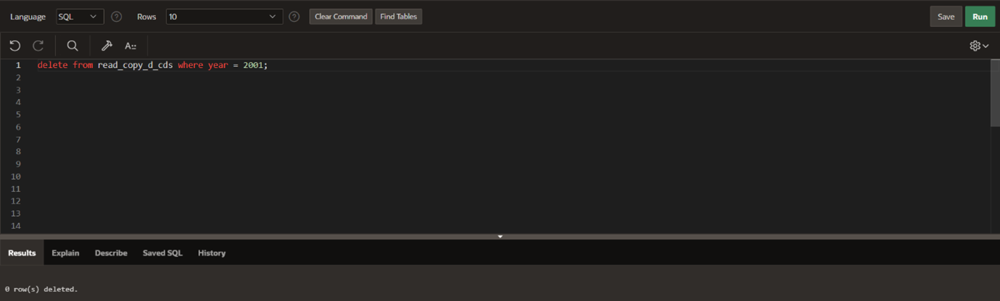 Language SQL Rows 10 Clear Command Find Tables Save Run
A::
1 delete from read_copy_d_cds where year = 2001;
2
3
4
5
6
7
8
9
10
11
12
13
14
Results Explain Describe Saved SQL History
0 row(s) deleted.